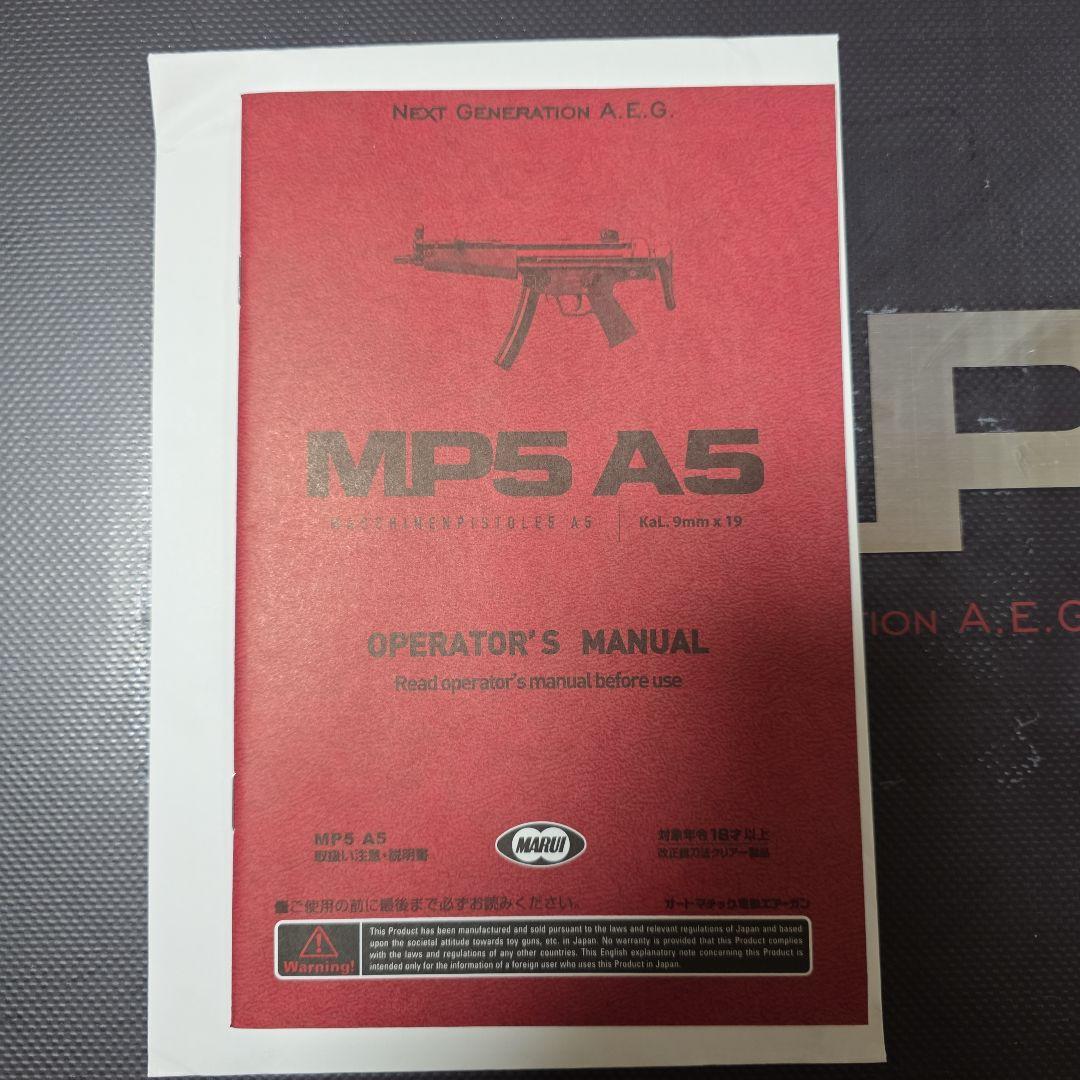 NEXT GENERATION A.E.G.
MP5 A5
MASCHINENPISTOLE5 A5
KaL. 9mm x 19
OPERATOR'S MANUAL
Read operator's manual before use
MP5 A5
取扱い注意・説明書
MARUI
対象年令18才以上
改正銃刀法クリアー製品
ご使用の前に最後まで必ずお読みください。
オートマチック電動エアーガン
Warning!
This Product has been manufactured and sold pursuant to the laws and relevant regulations of Japan and based
upon the societal attitude towards toy guns, etc. in Japan. No warranty is provided that this Product complies
with the laws and regulations of any other countries. This English explanatory note concerning this Product is
intended only for the information of a foreign user who uses this Product in Japan.
P
TION A.E.G